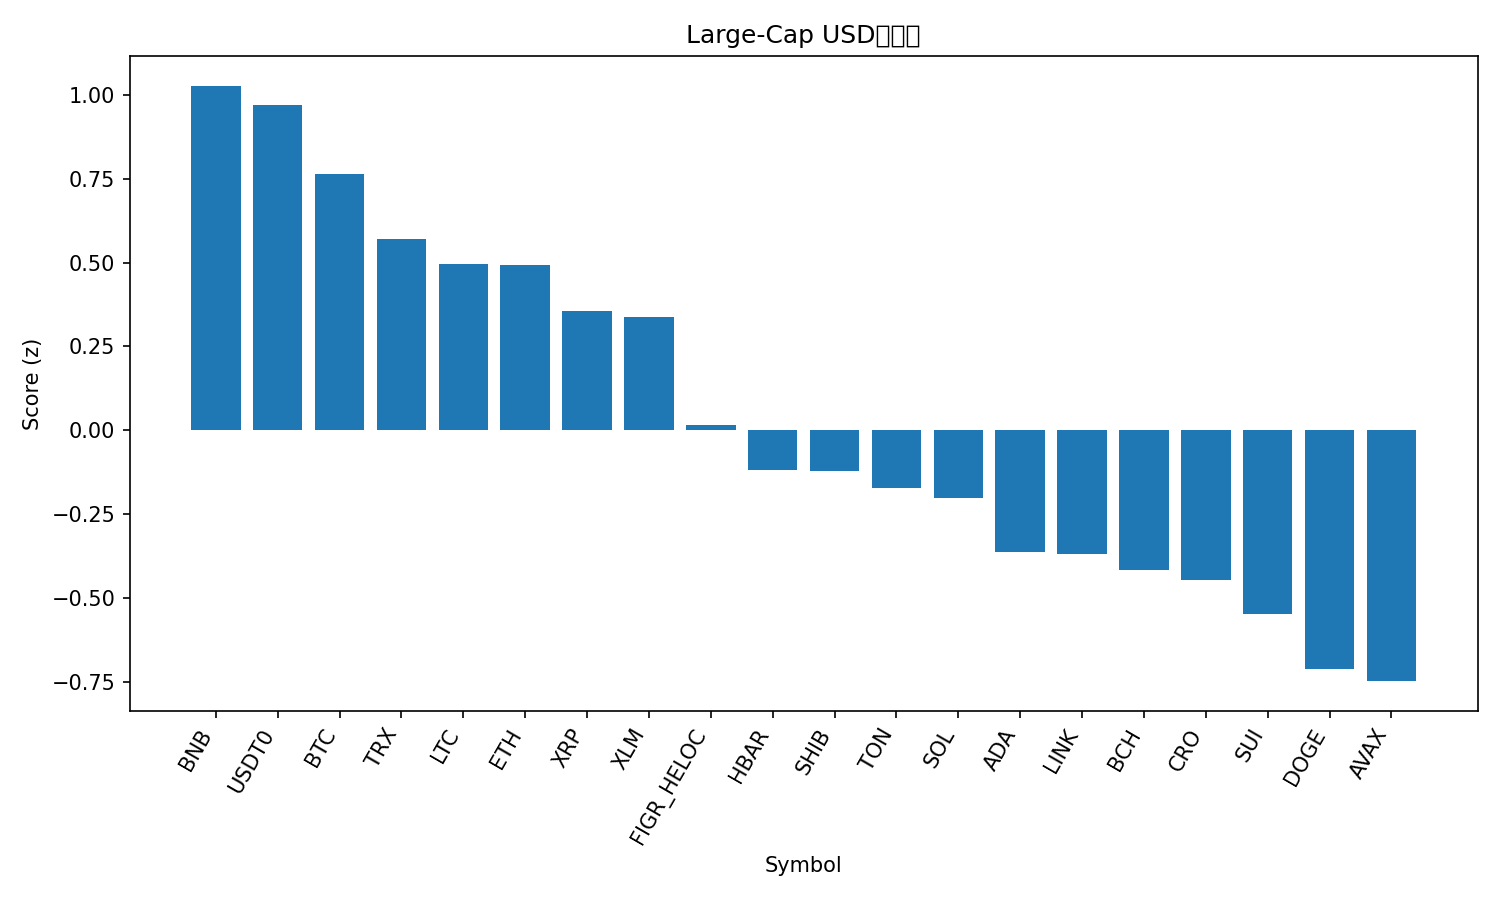 Large-Cap USD
Score (z)
1.00
0.75
0.50
0.25
0.00
−0.25
−0.50
−0.75
BNB
USDT0
BTC
TRX
LTC
ETH
XRP
XLM
FIGR_HELOC
HBAR
SHIB
TON
SOL
ADA
LINK
BCH
CRO
SUI
DOGE
AVAX
Symbol